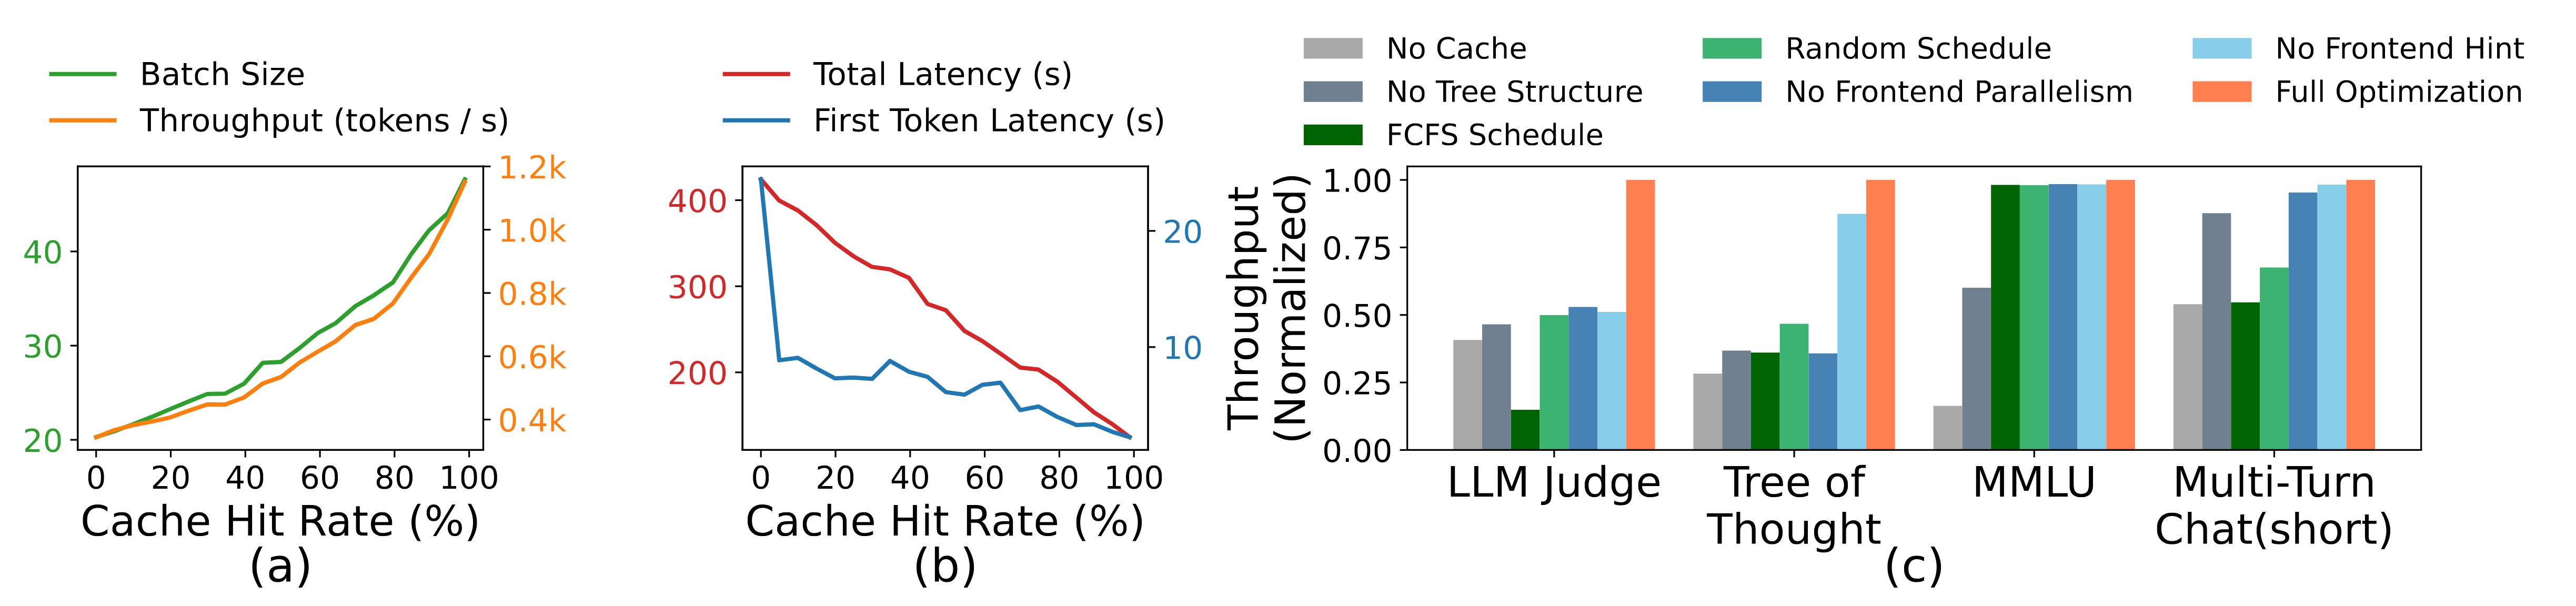 Batch Size
Throughput (tokens / s)
40
30
20
1.2k
1.0k
0.8k
0.6k
0.4k
0 20 40 60 80 100
Cache Hit Rate (%)
(a)
Total Latency (s)
First Token Latency (s)
400
300
200
20
10
0 20 40 60 80 100
Cache Hit Rate (%)
(b)
No Cache
No Tree Structure
FCFS Schedule
Random Schedule
No Frontend Parallelism
No Frontend Hint
Full Optimization
Throughput
(Normalized)
1.00
0.75
0.50
0.25
0.00
LLM Judge
Tree of
Thought
MMLU
Multi-Turn
Chat(short)
(c)